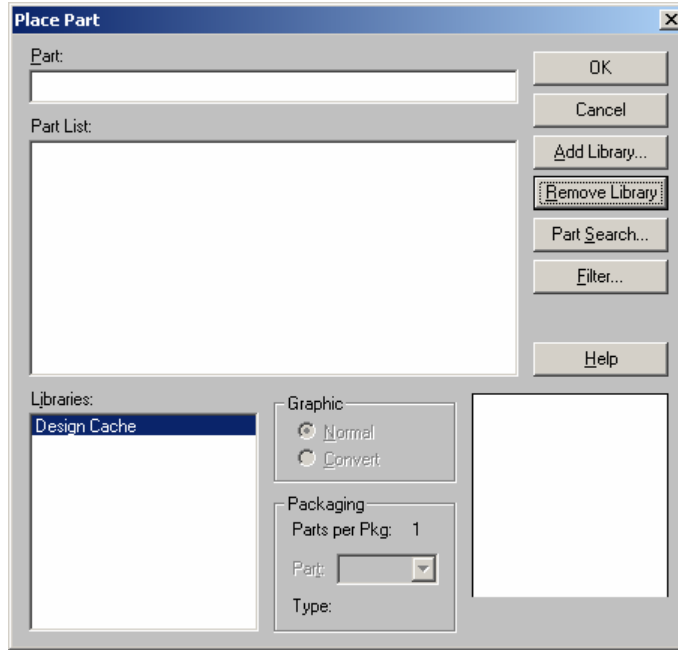 Place Part
Part:
OK
Cancel
Part List:
Add Library...
Remove Library
Part Search...
Filter...
Help
Libraries:
Design Cache
Graphic
Normal
Convert
Packaging
Parts per Pkg: 1
Part:
Type: